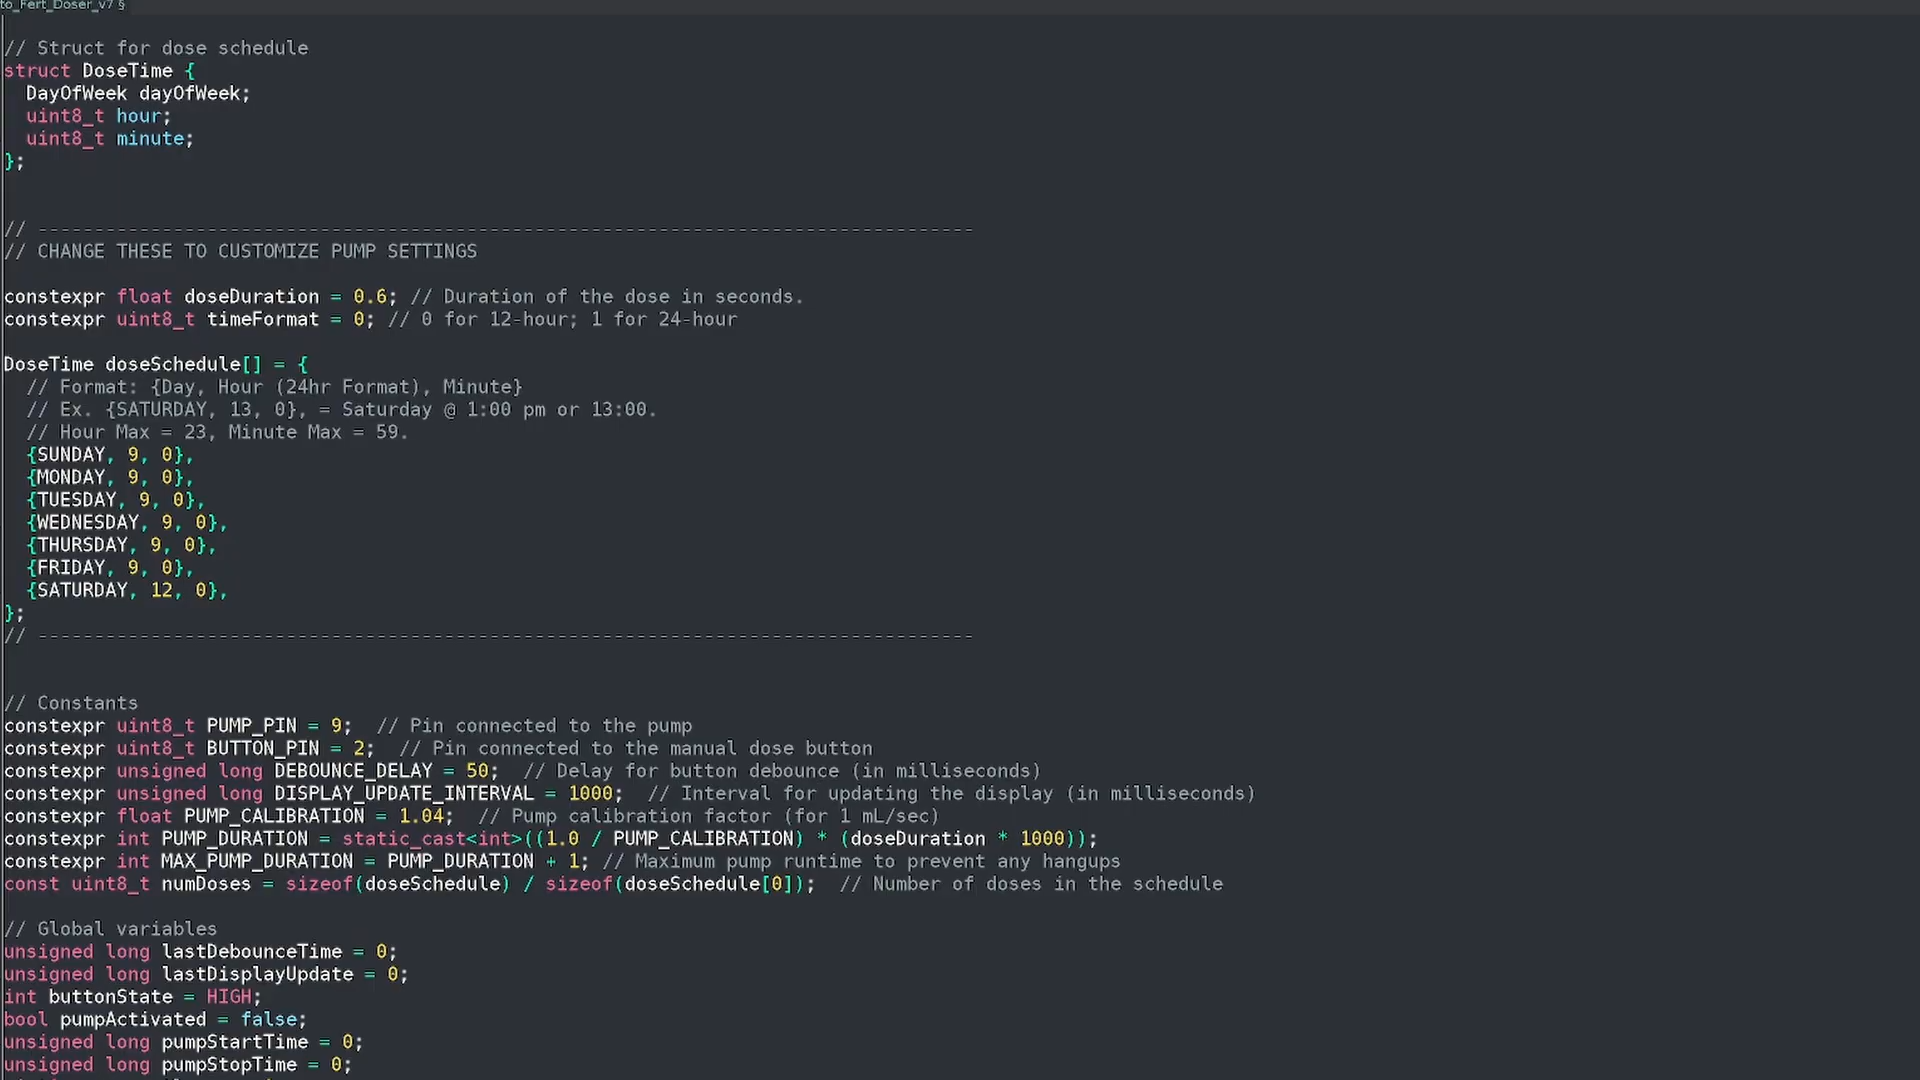 to_Fert_Doser_v7 §
// Struct for dose schedule
struct DoseTime {
  DayOfWeek dayOfWeek;
  uint8_t hour;
  uint8_t minute;
};
// -----------------------------------------------------------------------------------
// CHANGE THESE TO CUSTOMIZE PUMP SETTINGS
constexpr float doseDuration = 0.6; // Duration of the dose in seconds.
constexpr uint8_t timeFormat = 0; // 0 for 12-hour; 1 for 24-hour
DoseTime doseSchedule[] = {
  // Format: {Day, Hour (24hr Format), Minute}
  // Ex. {SATURDAY, 13, 0}, = Saturday @ 1:00 pm or 13:00.
  // Hour Max = 23, Minute Max = 59.
  {SUNDAY, 9, 0},
  {MONDAY, 9, 0},
  {TUESDAY, 9, 0},
  {WEDNESDAY, 9, 0},
  {THURSDAY, 9, 0},
  {FRIDAY, 9, 0},
  {SATURDAY, 12, 0},
};
// -----------------------------------------------------------------------------------
// Constants
constexpr uint8_t PUMP_PIN = 9;  // Pin connected to the pump
constexpr uint8_t BUTTON_PIN = 2;  // Pin connected to the manual dose button
constexpr unsigned long DEBOUNCE_DELAY = 50;  // Delay for button debounce (in milliseconds)
constexpr unsigned long DISPLAY_UPDATE_INTERVAL = 1000;  // Interval for updating the display (in milliseconds)
constexpr float PUMP_CALIBRATION = 1.04;  // Pump calibration factor (for 1 mL/sec)
constexpr int PUMP_DURATION = static_cast<int>((1.0 / PUMP_CALIBRATION) * (doseDuration * 1000));
constexpr int MAX_PUMP_DURATION = PUMP_DURATION + 1; // Maximum pump runtime to prevent any hangups
const uint8_t numDoses = sizeof(doseSchedule) / sizeof(doseSchedule[0]);  // Number of doses in the schedule
// Global variables
unsigned long lastDebounceTime = 0;
unsigned long lastDisplayUpdate = 0;
int buttonState = HIGH;
bool pumpActivated = false;
unsigned long pumpStartTime = 0;
unsigned long pumpStopTime = 0;